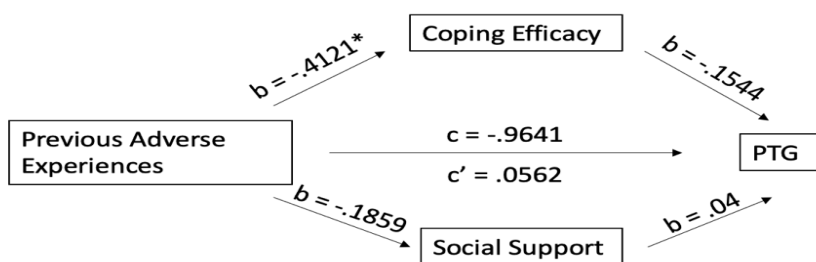 Coping Efficacy
b = -.4121*
b = -.1544
Previous Adverse
Experiences
c = -.9641
c’ = .0562
PTG
b = -.1859
b = .04
Social Support